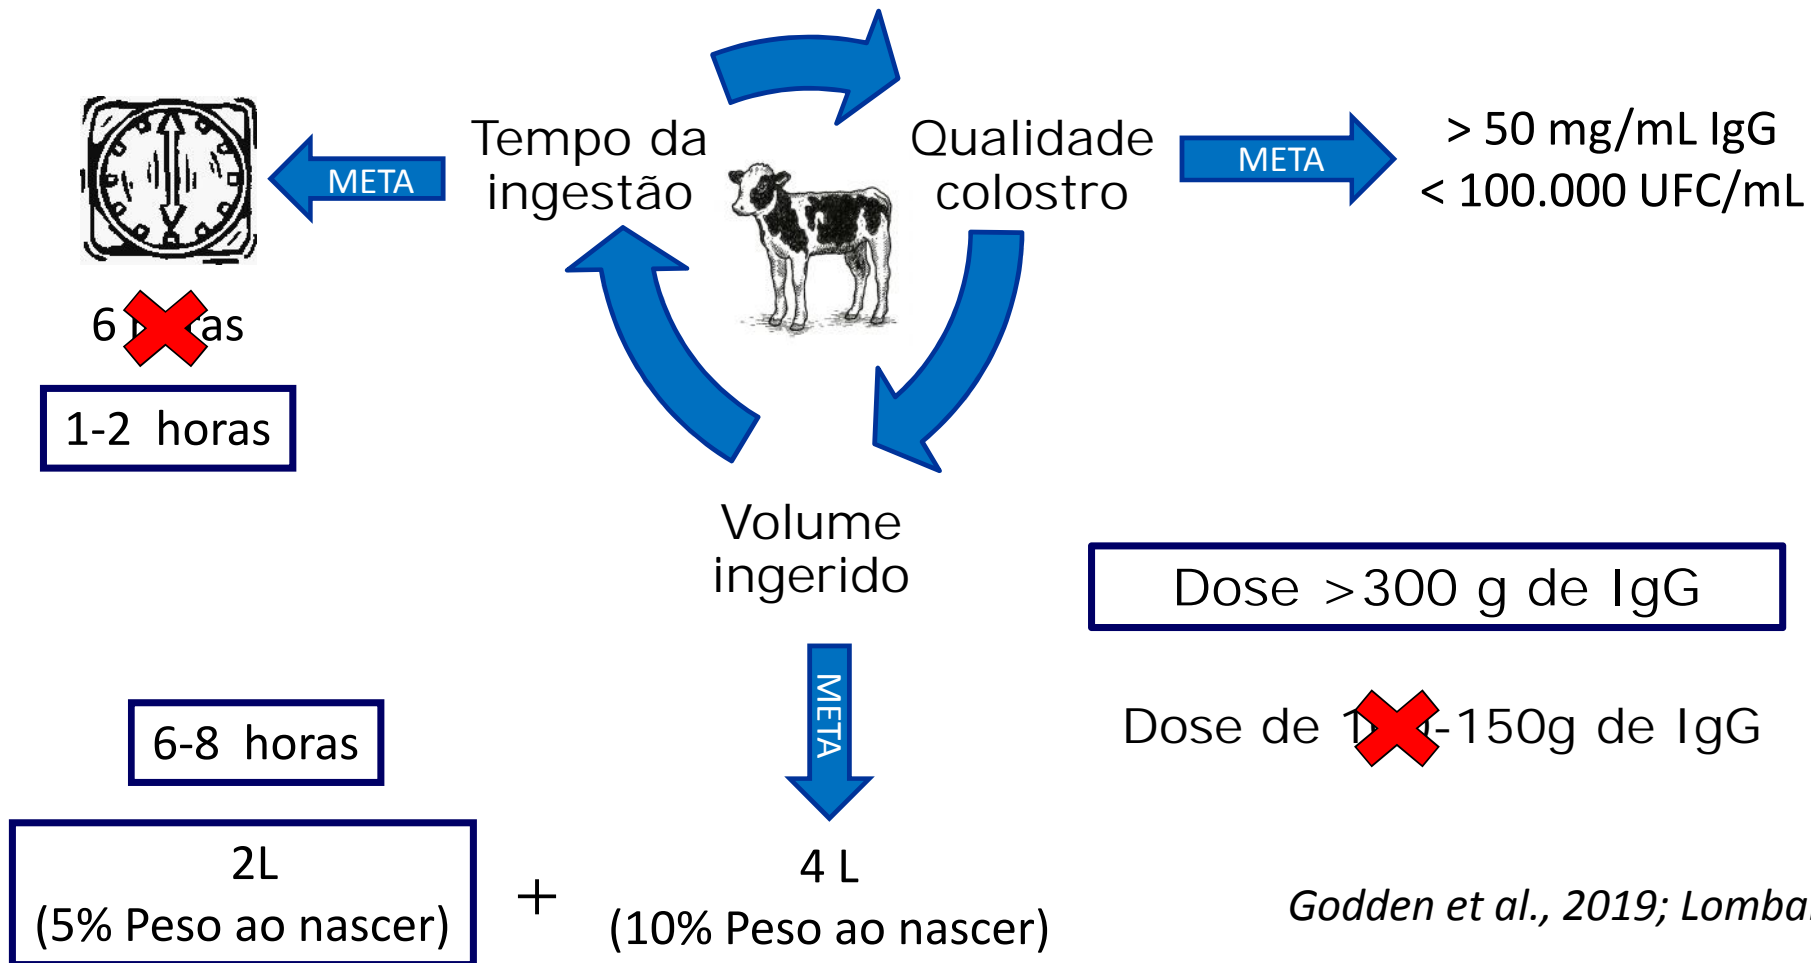 Tempo da
ingestão
META
Qualidade
colostro
META
> 50 mg/mL IgG
< 100.000 UFC/mL
6
1-2 horas
Volume
ingerido
META
Dose >300 g de IgG
Dose de -150g de IgG
6-8 horas
2L
(5% Peso ao nascer)
+
4 L
(10% Peso ao nascer)
Godden et al., 2019;